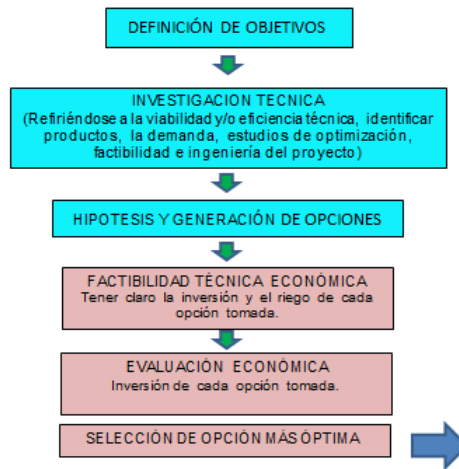 DEFINICIÓN DE OBJETIVOS
INVESTIGACION TECNICA
(Refiriéndose a la viabilidad y/o eficiencia técnica, identificar
productos, la demanda, estudios de optimización,
factibilidad e ingeniería del proyecto)
HIPOTESIS Y GENERACIÓN DE OPCIONES
FACTIBILIDAD TÉCNICA ECONÓMICA
Tener claro la inversión y el riego de cada
opción tomada.
EVALUACIÓN ECONÓMICA
Inversión de cada opción tomada.
SELECCIÓN DE OPCIÓN MÁS ÓPTIMA